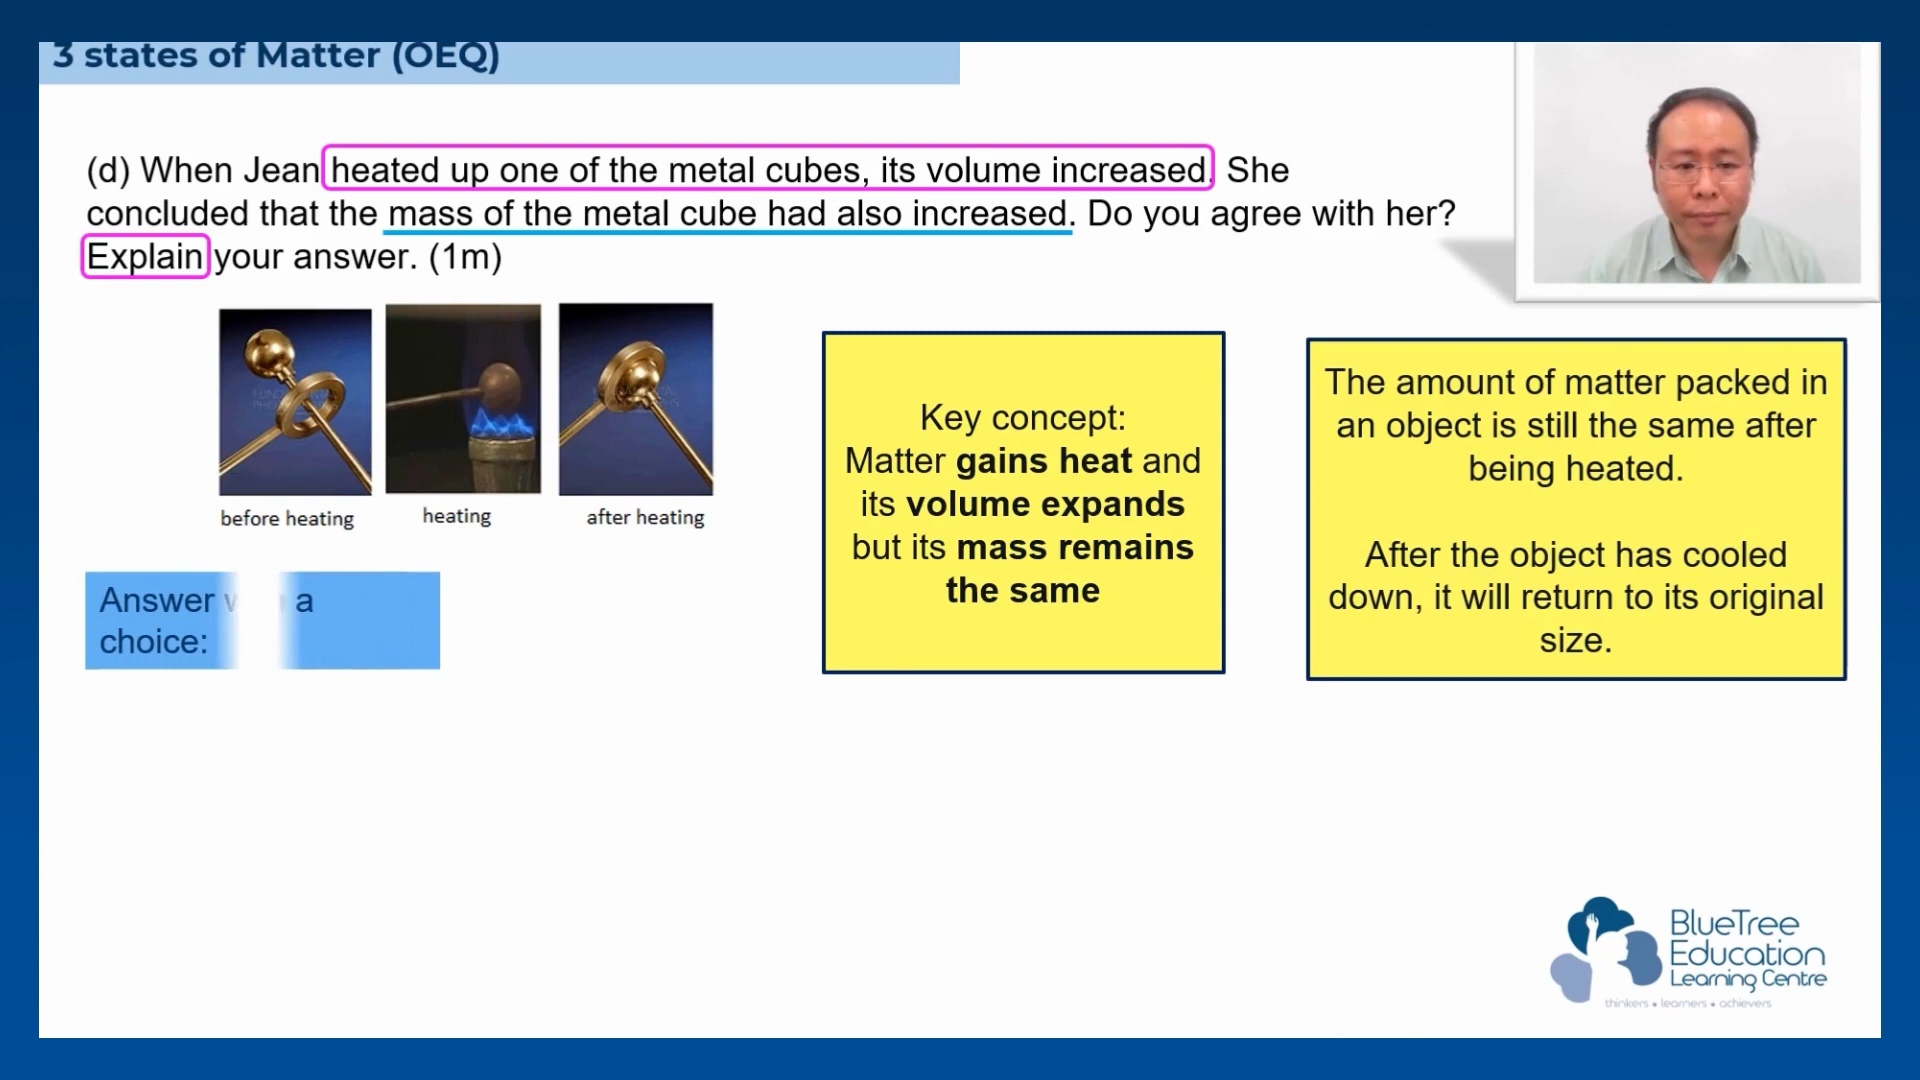 3 states of Matter (OEQ)
(d) When Jean heated up one of the metal cubes, its volume increased. She
concluded that the mass of the metal cube had also increased. Do you agree with her?
Explain your answer. (1m)
before heating
heating
after heating
Key concept:
Matter gains heat and
its volume expands
but its mass remains
the same
The amount of matter packed in
an object is still the same after
being heated.
After the object has cooled
down, it will return to its original
size.
Answer a
choice:
BlueTree
Education
Learning Centre
thinkers • learners • achievers